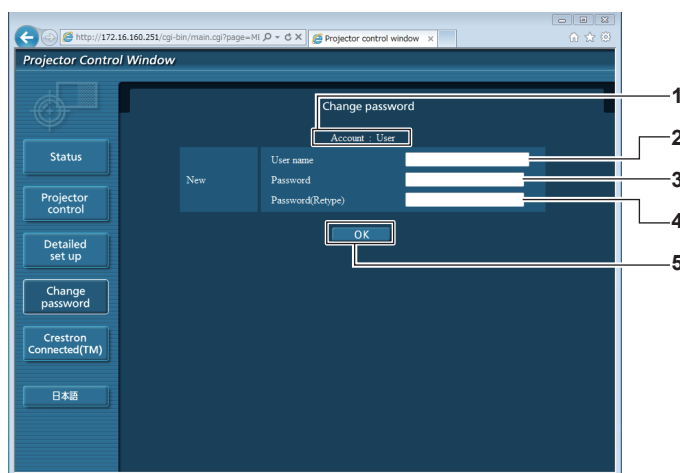 http://172.16.160.251/cgi-bin/main.cgi?page=MI
Projector control window
Projector Control Window
Change password
1
Account : User
2
User name
New
Password
3
Password(Retype)
4
OK
5
Status
Projector
control
Detailed
set up
Change
password
Crestron
Connected(TM)
日本語